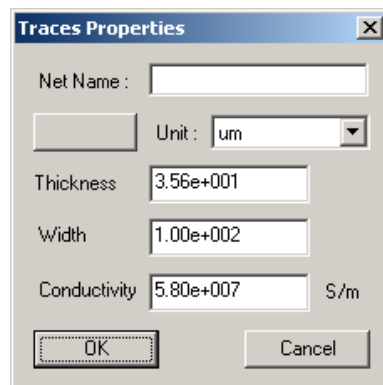 Traces Properties
Net Name :
Unit : um
Thickness 3.56e+001
Width 1.00e+002
Conductivity 5.80e+007 S/m
OK Cancel